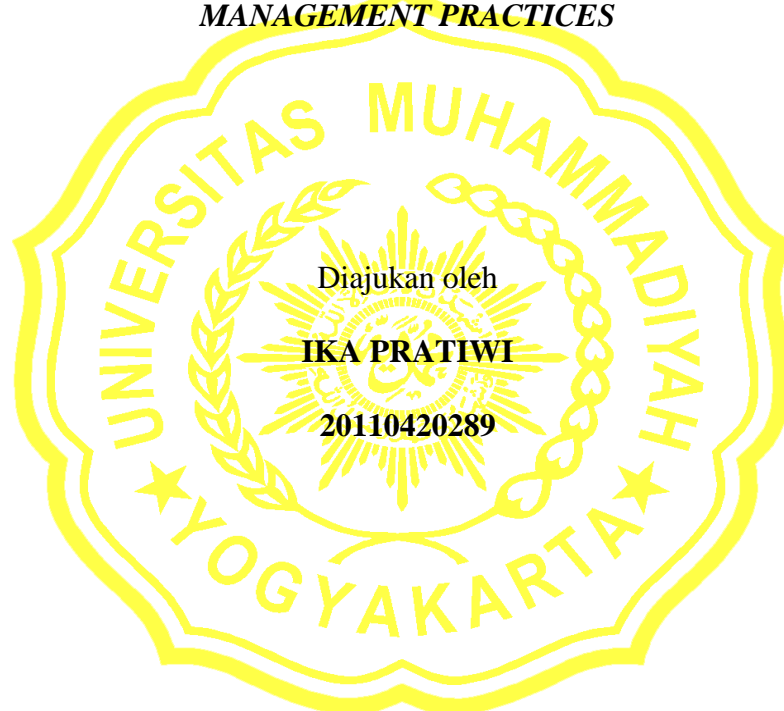 MANAGEMENT PRACTICES
UNIVERSITAS MUHAMMADIYAH
Diajukan oleh
IKA PRATIWI
20110420289
★YOGYAKARTA★